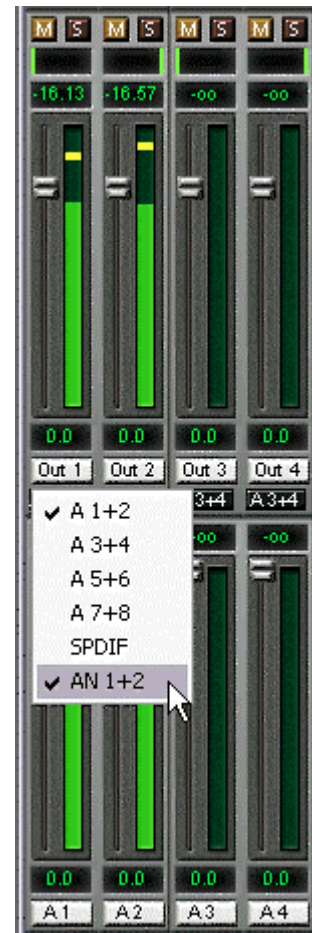 M S M S M S M S
-16.13 -16.57 -oo -oo
0.0 0.0 0.0 0.0
Out 1 Out 2 Out 3 Out 4
3+4 A 3+4
-oo -oo
A 1+2
A 3+4
A 5+6
A 7+8
SPDIF
AN 1+2
0.0 0.0 0.0 0.0
A 1 A 2 A 3 A 4